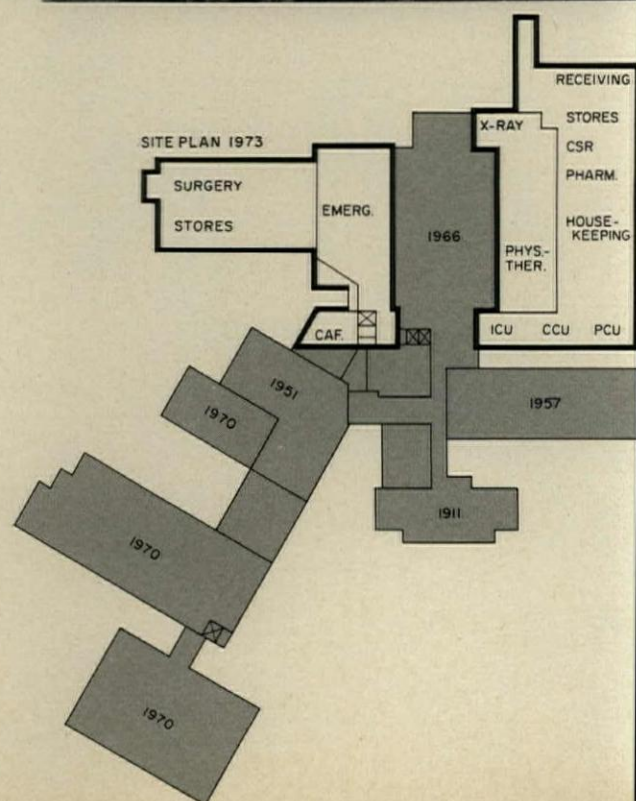 SITE PLAN 1973
SURGERY
STORES
EMERG.
CAF.
1966
X-RAY
PHYS.-
THER.
RECEIVING
STORES
CSR
PHARM.
HOUSE-
KEEPING
ICU CCU PCU
1951
1970
1957
1911
1970
1970